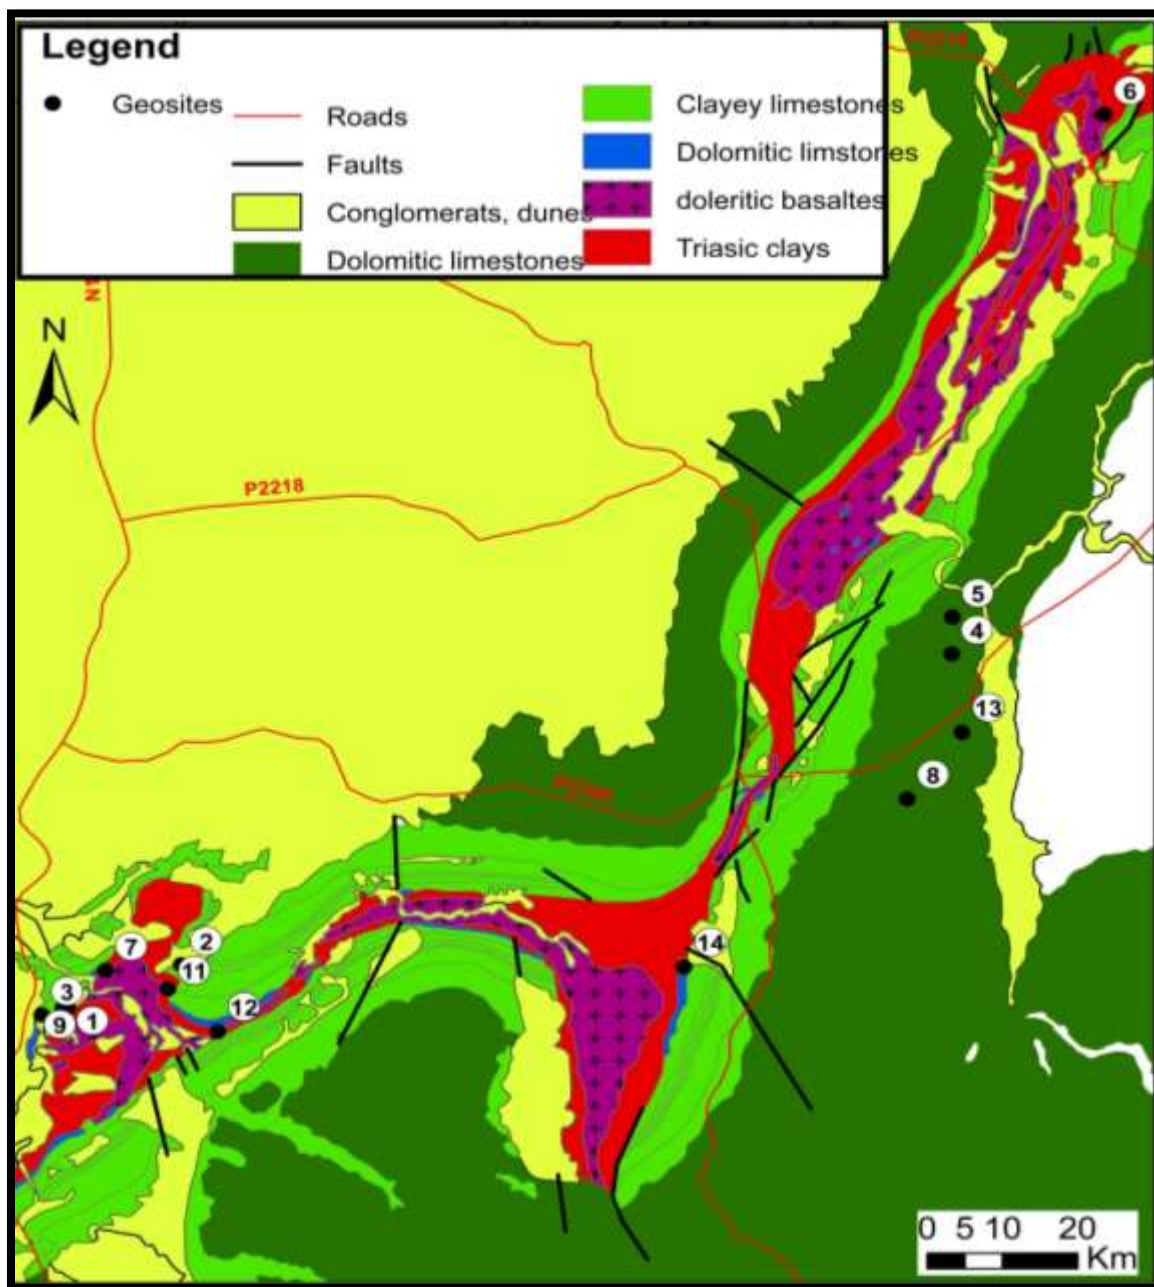 Legend
Geosites
Roads
Faults
Conglomerats, dunes
Dolomitic limestones
Clayey limestones
Dolomitic limstones
doleritic basaltes
Triasic clays
6
N
P2218
5
4
13
8
7
2
14
11
3
12
9
1
0 5 10 20
Km